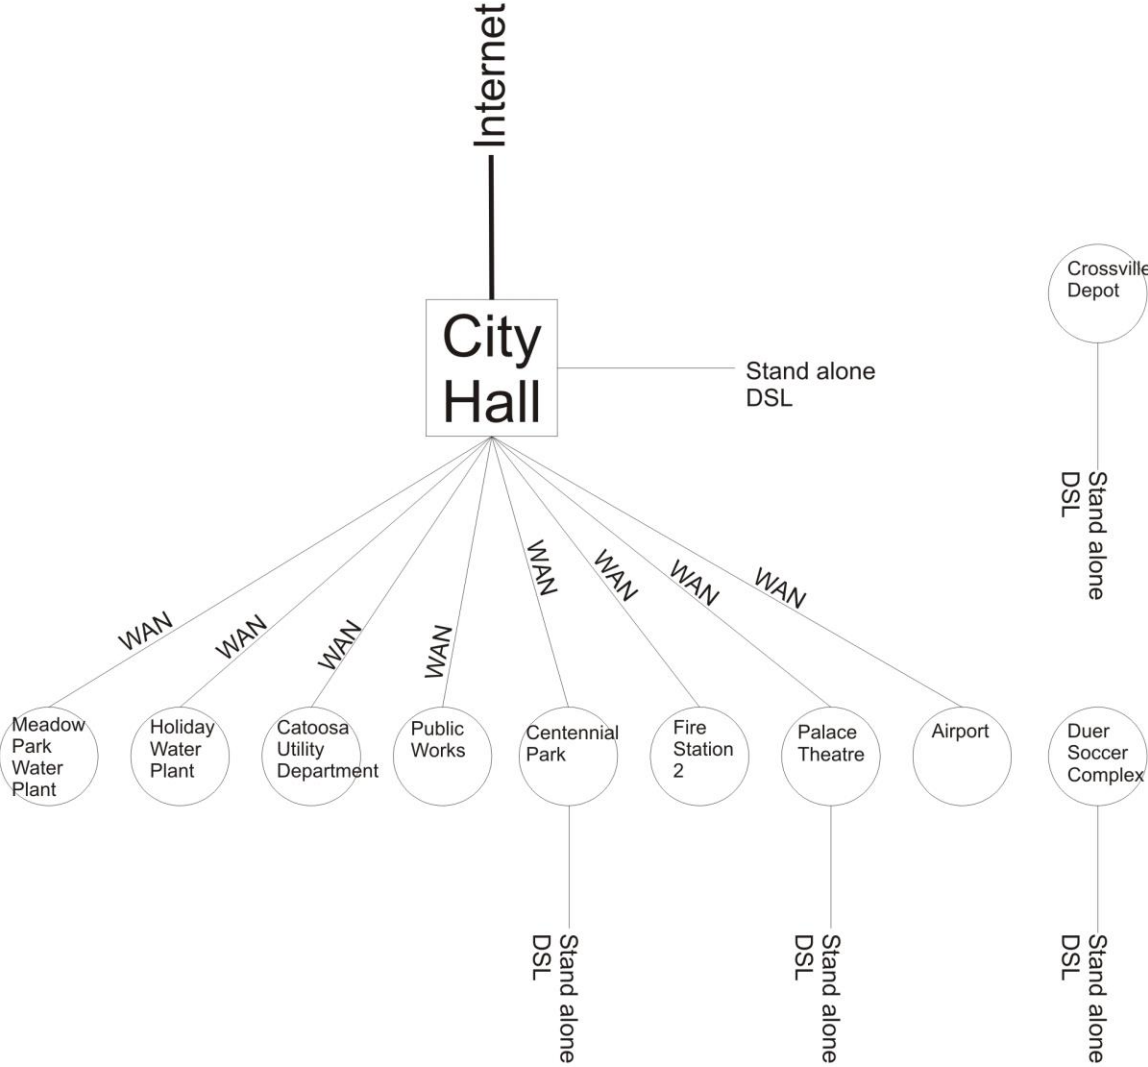 Internet
City
Hall
Stand alone
DSL
Crossville
Depot
Stand alone
DSL
WAN
WAN
WAN
WAN
WAN
WAN
WAN
WAN
Meadow
Park
Water
Plant
Holiday
Water
Plant
Catoosa
Utility
Department
Public
Works
Centennial
Park
Fire
Station
2
Palace
Theatre
Airport
Duer
Soccer
Complex
Stand alone
DSL
Stand alone
DSL
Stand alone
DSL